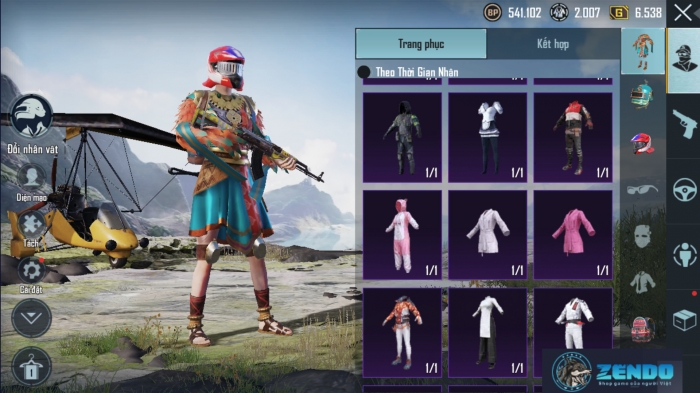 BP 541.102 2.007 G 6.538
Trang phục Kết hợp
Theo Thời Gian Nhận
Đổi nhân vật
Diện mạo
Tách
Cài đặt
1/1 1/1 1/1
1/1 1/1 1/1
1/1 1/1 1/1
ZENDO
Shop game của người Việt